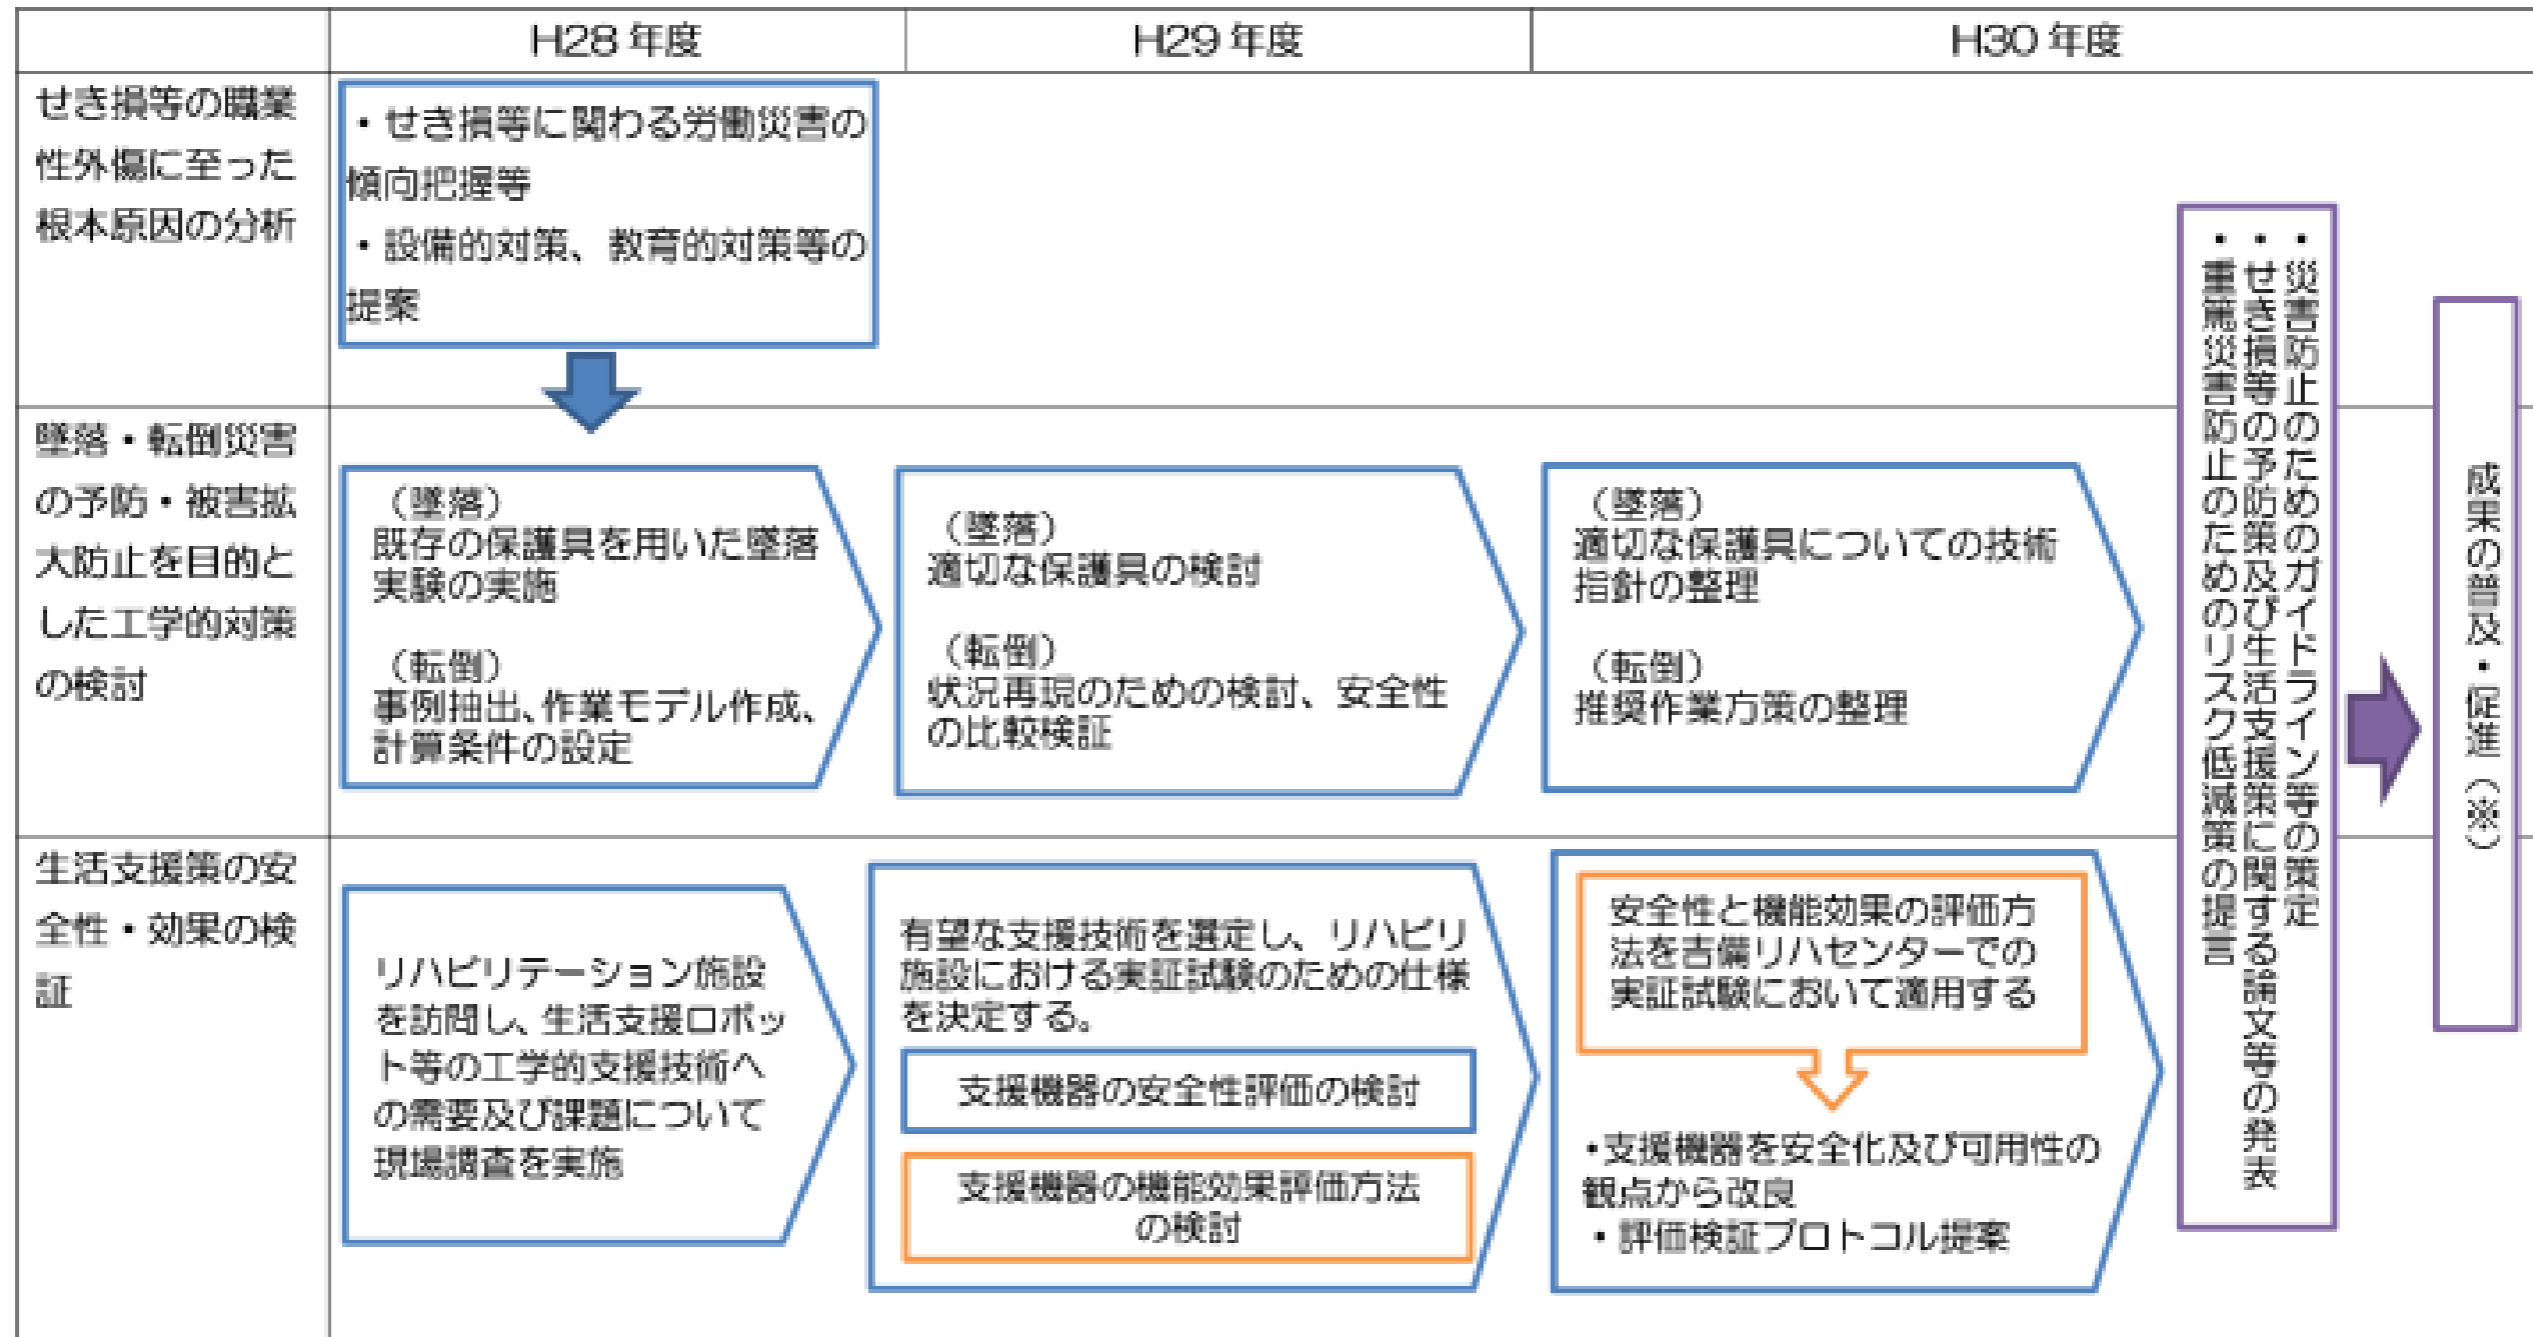 H28 年度
H29 年度
H30 年度
せき損等の職業
性外傷に至った
根本原因の分析
・せき損等に関わる労働災害の
傾向把握等
・設備的対策、教育的対策等の
提案
墜落・転倒災害
の予防・被害拡
大防止を目的と
した工学的対策
の検討
（墜落）
既存の保護具を用いた墜落
実験の実施
（転倒）
事例抽出、作業モデル作成、
計算条件の設定
（墜落）
適切な保護具の検討
（転倒）
状況再現のための検討、安全性
の比較検証
（墜落）
適切な保護具についての技術
指針の整理
（転倒）
推奨作業方策の整理
生活支援策の安
全性・効果の検
証
リハビリテーション施設
を訪問し、生活支援ロボッ
ト等の工学的支援技術へ
の需要及び課題について
現場調査を実施
有望な支援技術を選定し、リハビリ
施設における実証試験のための仕様
を決定する。
支援機器の安全性評価の検討
支援機器の機能効果評価方法
の検討
安全性と機能効果の評価方
法を吉備リハセンターでの
実証試験において適用する
・支援機器を安全化及び可用性の
観点から改良
・評価検証プロトコル提案
・災害防止のためのガイドライン等の策定
・せき損等の予防策及び生活支援策に関する論文等の発表
・重篤災害防止のためのリスク低減策の提言
成果の普及・促進（※）